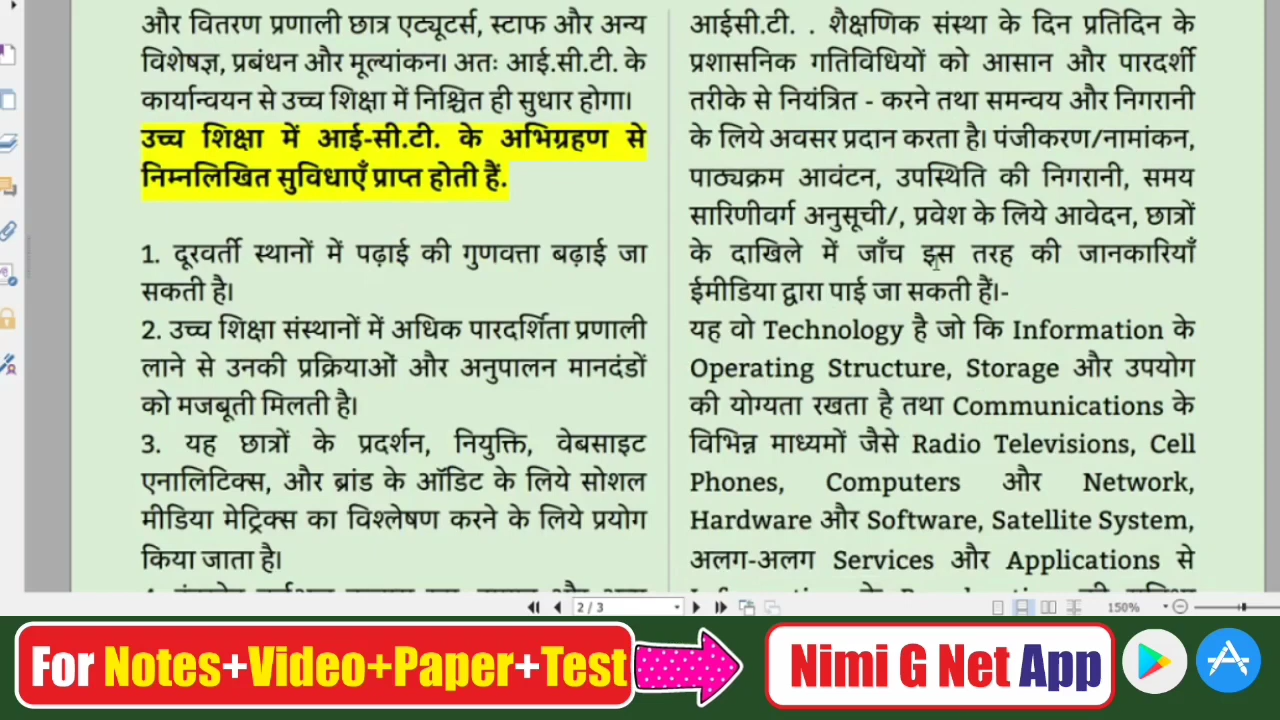 और वितरण प्रणाली छात्र एट्यूटर्स, स्टाफ और अन्य
विशेषज्ञ, प्रबंधन और मूल्यांकन। अतः आई.सी.टी. के
कार्यान्वयन से उच्च शिक्षा में निश्चित ही सुधार होगा।
उच्च शिक्षा में आई-सी.टी. के अभिग्रहण से
निम्नलिखित सुविधाएँ प्राप्त होती हैं.
1. दूरवर्ती स्थानों में पढ़ाई की गुणवत्ता बढ़ाई जा
सकती है।
2. उच्च शिक्षा संस्थानों में अधिक पारदर्शिता प्रणाली
लाने से उनकी प्रक्रियाओं और अनुपालन मानदंडों
को मजबूती मिलती है।
3. यह छात्रों के प्रदर्शन, नियुक्ति, वेबसाइट
एनालिटिक्स, और ब्रांड के ऑडिट के लिये सोशल
मीडिया मेट्रिक्स का विश्लेषण करने के लिये प्रयोग
किया जाता है।
आईसी.टी. . शैक्षणिक संस्था के दिन प्रतिदिन के
प्रशासनिक गतिविधियों को आसान और पारदर्शी
तरीके से नियंत्रित - करने तथा समन्वय और निगरानी
के लिये अवसर प्रदान करता है। पंजीकरण/नामांकन,
पाठ्यक्रम आवंटन, उपस्थिति की निगरानी, समय
सारिणीवर्ग अनुसूची/, प्रवेश के लिये आवेदन, छात्रों
के दाखिले में जाँच इस तरह की जानकारियाँ
ईमीडिया द्वारा पाई जा सकती हैं।-
यह वो Technology है जो कि Information के
Operating Structure, Storage और उपयोग
की योग्यता रखता है तथा Communications के
विभिन्न माध्यमों जैसे Radio Televisions, Cell
Phones, Computers और Network,
Hardware और Software, Satellite System,
अलग-अलग Services और Applications से
2 / 3
150%
For Notes+Video+Paper+Test
Nimi G Net App